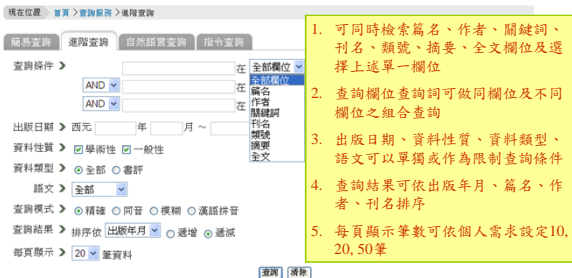 現在位置 首頁 > 查詢服務 > 進階查詢
簡易查詢 進階查詢 自然語言查詢 指令查詢
查詢條件 在 全部欄位
AND 在
AND 在
全部欄位
篇名
作者
關鍵詞
刊名
類號
摘要
全文
出版日期 西元 年 月 ~
資料性質 學術性 一般性
資料類型 全部 書評
語文 全部
查詢模式 精確 同音 模糊 漢語拼音
查詢結果 排序依 出版年月 遞增 遞減
每頁顯示 20 筆資料
查詢 清除
1. 可同時檢索篇名、作者、關鍵詞、
刊名、類號、摘要、全文欄位及選
擇上述單一欄位
2. 查詢欄位查詢詞可做同欄位及不同
欄位之組合查詢
3. 出版日期、資料性質、資料類型、
語文可以單獨或作為限制查詢條件
4. 查詢結果可依出版年月、篇名、作
者、刊名排序
5. 每頁顯示筆數可依個人需求設定10,
20, 50筆